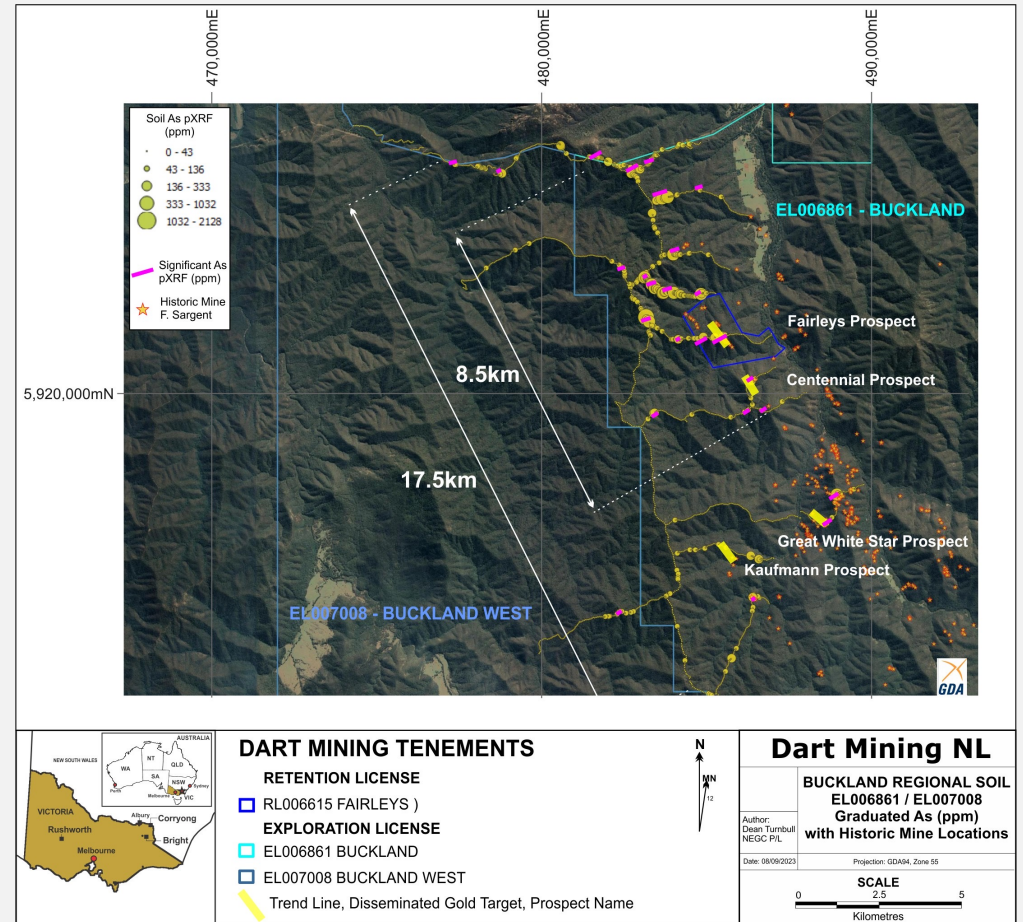 470,000mE
480,000mE
490,000mE
5,920,000mN
Soil As pXRF
(ppm)
0 - 43
43 - 136
136 - 333
333 - 1032
1032 - 2128
Significant As
pXRF (ppm)
Historic Mine
F. Sargent
EL006861 - BUCKLAND
Fairleys Prospect
Centennial Prospect
8.5km
17.5km
Great White Star Prospect
Kaufmann Prospect
EL007008 - BUCKLAND WEST
GDA
AUSTRALIA
NT
QLD
WA
SA
NSW
Perth
Sydney
Melbourne
VIC
NEW SOUTH WALES
VICTORIA
Albury
Corryong
Rushworth
Bright
Melbourne
DART MINING TENEMENTS
RETENTION LICENSE
RL006615 FAIRLEYS )
EXPLORATION LICENSE
EL006861 BUCKLAND
EL007008 BUCKLAND WEST
Trend Line, Disseminated Gold Target, Prospect Name
N
MN
12
Dart Mining NL
BUCKLAND REGIONAL SOIL
EL006861 / EL007008
Graduated As (ppm)
with Historic Mine Locations
Author:
Dean Turnbull
NEGC P/L
Date: 08/09/2023
Projection: GDA94, Zone 55
SCALE
0 2.5 5
Kilometres